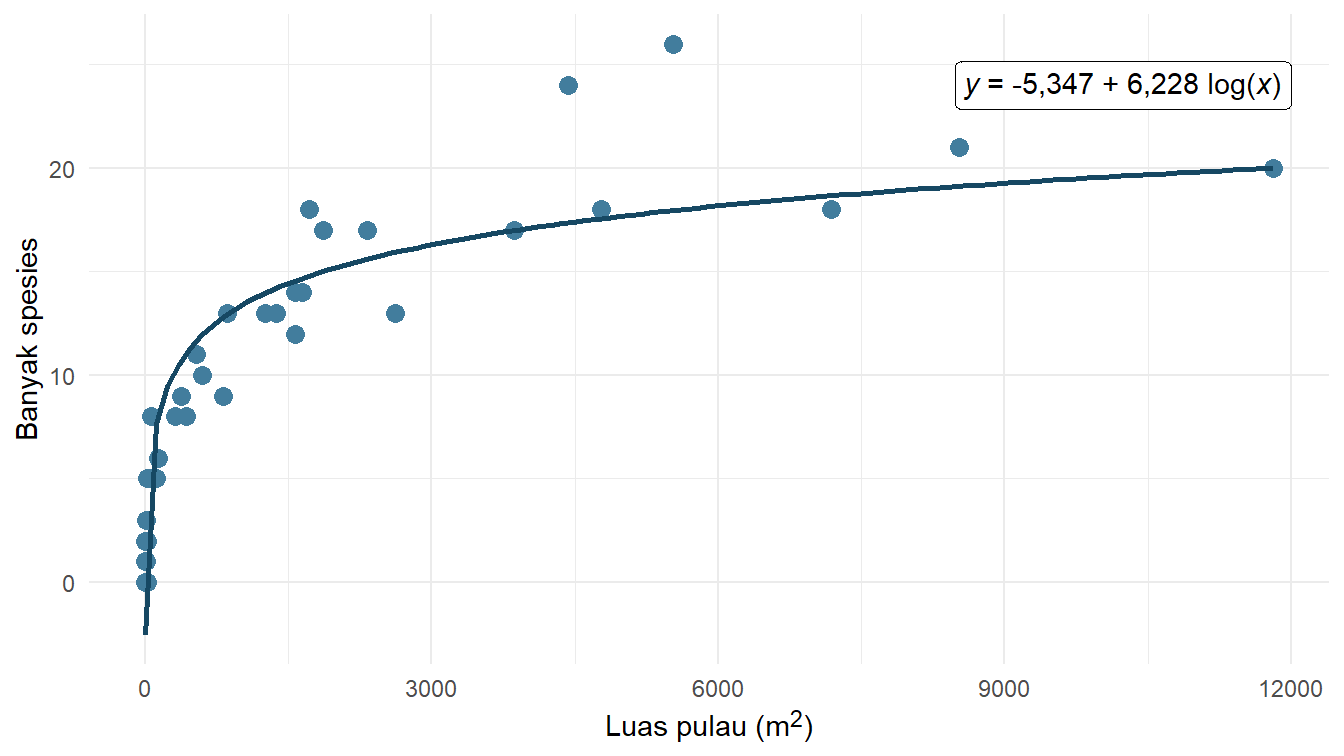 y = -5,347 + 6,228 log(x)
Banyak spesies
20
10
0
0 3000 6000 9000 12000
Luas pulau (m²)